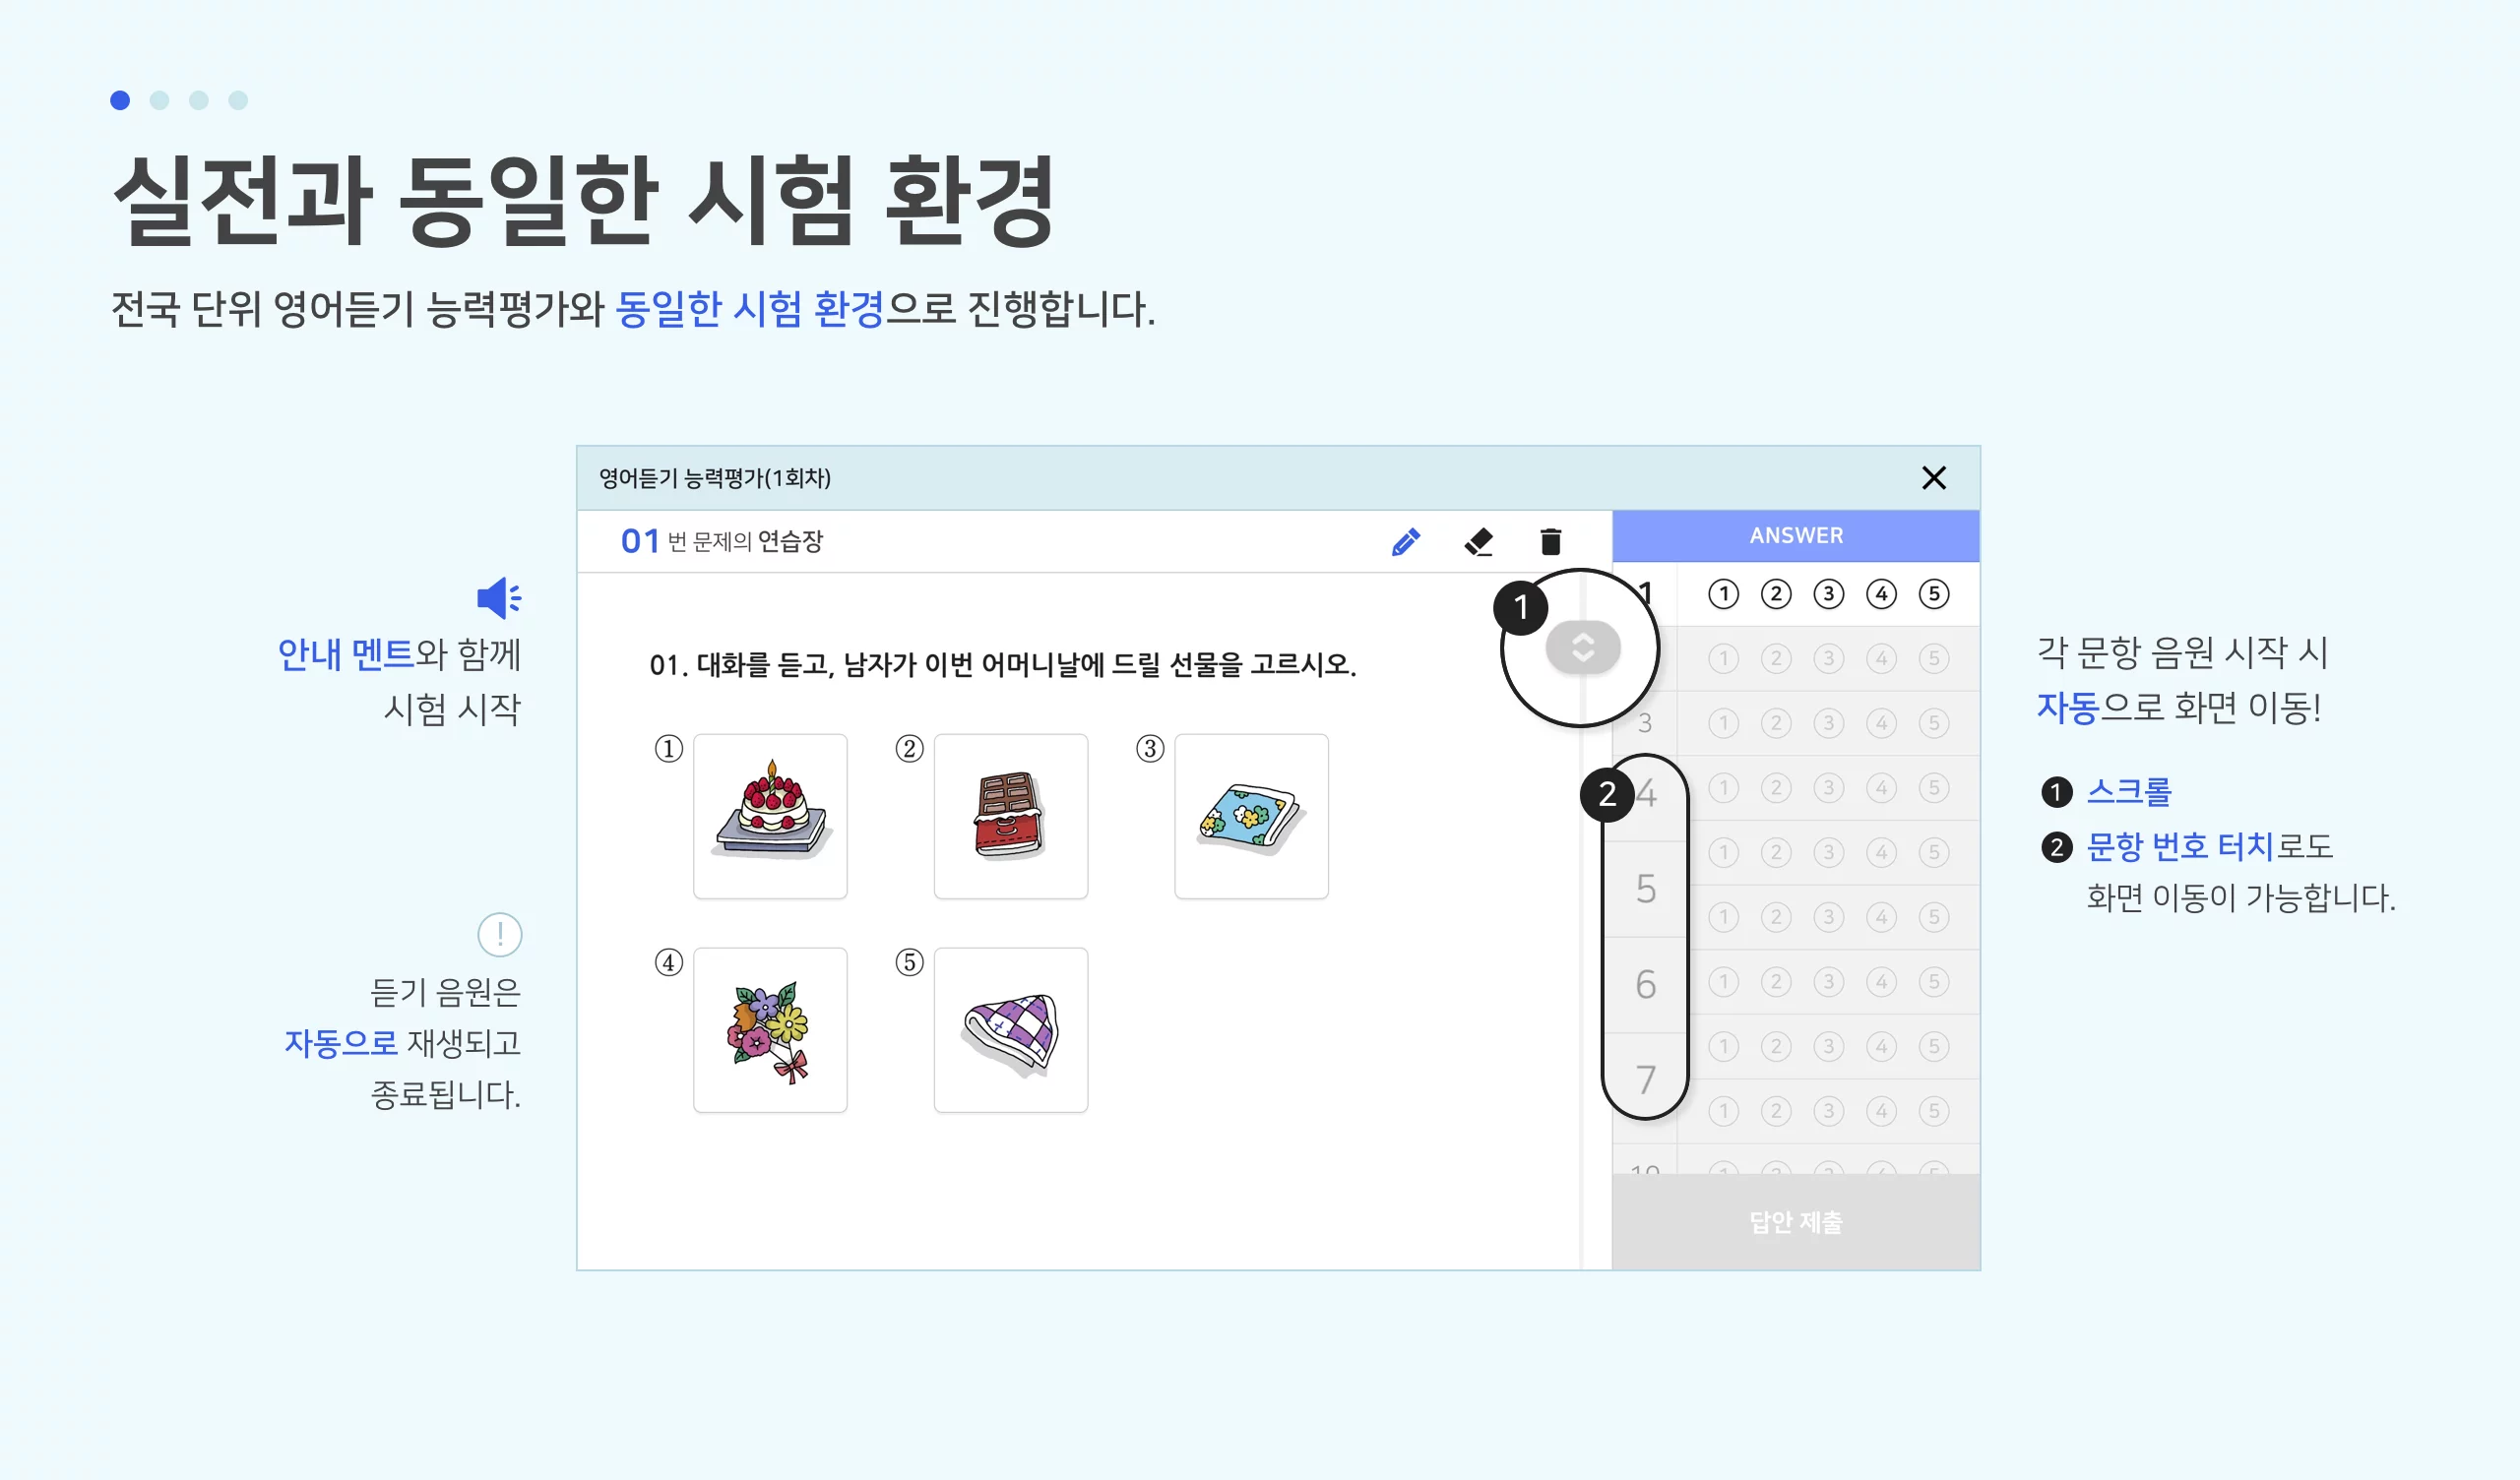 실전과 동일한 시험 환경
전국 단위 영어듣기 능력평가와 동일한 시험 환경으로 진행합니다.
안내 멘트와 함께
시험 시작
!
듣기 음원은
자동으로 재생되고
종료됩니다.
영어듣기 능력평가(1회차)
01 번 문제의 연습장
01. 대화를 듣고, 남자가 이번 어머니날에 드릴 선물을 고르시오.
① ② ③
④ ⑤
1
2
ANSWER
1 ① ② ③ ④ ⑤
① ② ③ ④ ⑤
3 ① ② ③ ④ ⑤
4 ① ② ③ ④ ⑤
① ② ③ ④ ⑤
5 ① ② ③ ④ ⑤
6 ① ② ③ ④ ⑤
7 ① ② ③ ④ ⑤
① ② ③ ④ ⑤
10 ① ② ③ ④ ⑤
답안 제출
각 문항 음원 시작 시
자동으로 화면 이동!
❶ 스크롤
❷ 문항 번호 터치로도
화면 이동이 가능합니다.